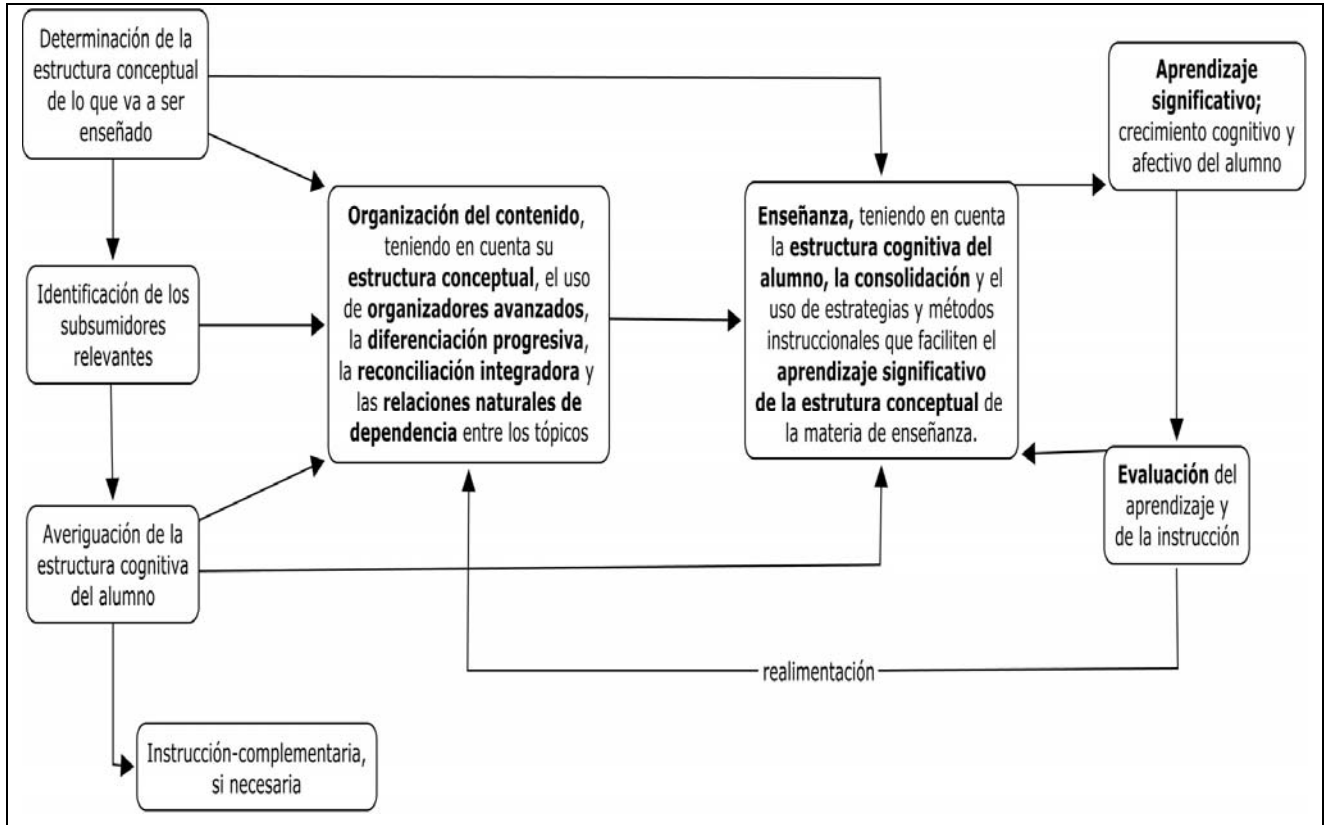 Determinación de la
estructura conceptual
de lo que va a ser
enseñado
Identificación de los
subsumidores
relevantes
Averiguación de la
estructura cognitiva
del alumno
Instrucción-complementaria,
si necesaria
Organización del contenido,
teniendo en cuenta su
estructura conceptual, el uso
de organizadores avanzados,
la diferenciación progresiva,
la reconciliación integradora y
las relaciones naturales de
dependencia entre los tópicos
Enseñanza, teniendo en cuenta
la estructura cognitiva del
alumno, la consolidación y el
uso de estrategias y métodos
instruccionales que faciliten el
aprendizaje significativo
de la estrutura conceptual de
la materia de enseñanza.
Aprendizaje
significativo;
crecimiento cognitivo y
afectivo del alumno
Evaluación del
aprendizaje y
de la instrucción
realimentación